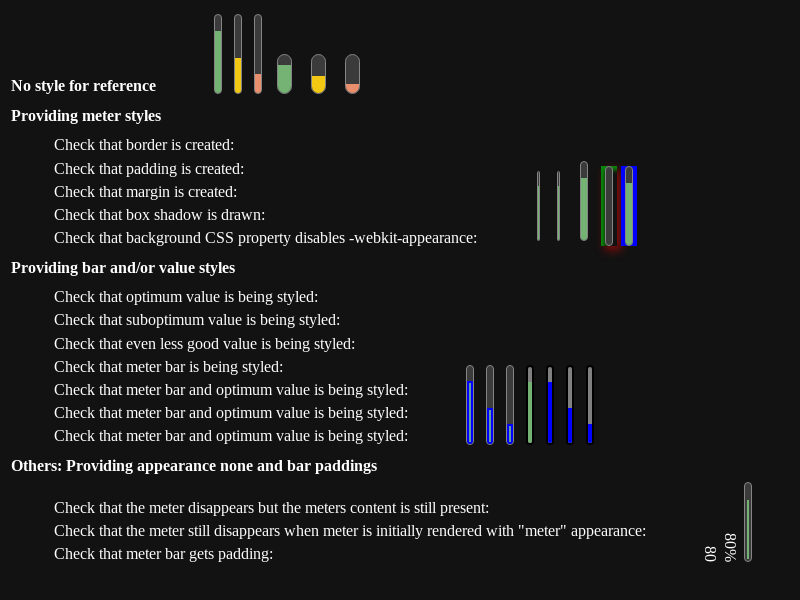 No style for reference
Providing meter styles
Check that border is created:
Check that padding is created:
Check that margin is created:
Check that box shadow is drawn:
Check that background CSS property disables -webkit-appearance:
Providing bar and/or value styles
Check that optimum value is being styled:
Check that suboptimum value is being styled:
Check that even less good value is being styled:
Check that meter bar is being styled:
Check that meter bar and optimum value is being styled:
Check that meter bar and optimum value is being styled:
Check that meter bar and optimum value is being styled:
Others: Providing appearance none and bar paddings
Check that the meter disappears but the meters content is still present:
Check that the meter still disappears when meter is initially rendered with "meter" appearance:
Check that meter bar gets padding:
80
80%